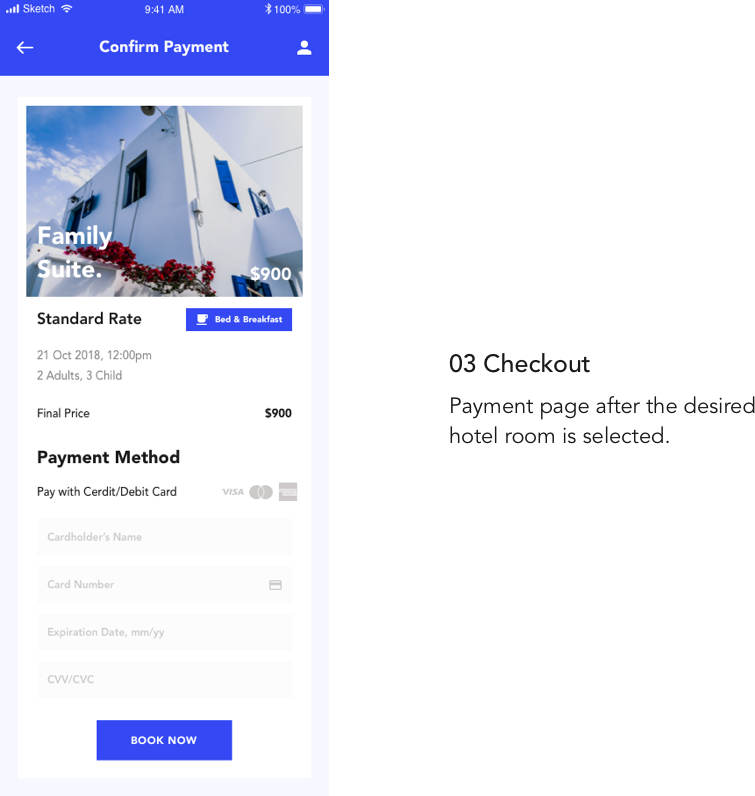 Sketch 9:41 AM 100%
Confirm Payment
Family
Suite.
$900
Standard Rate
Bed & Breakfast
21 Oct 2018, 12:00pm
2 Adults, 3 Child
Final Price $900
Payment Method
Pay with Cerdit/Debit Card VISA
Cardholder's Name
Card Number
Expiration Date, mm/yy
CVV/CVC
BOOK NOW
03 Checkout
Payment page after the desired
hotel room is selected.